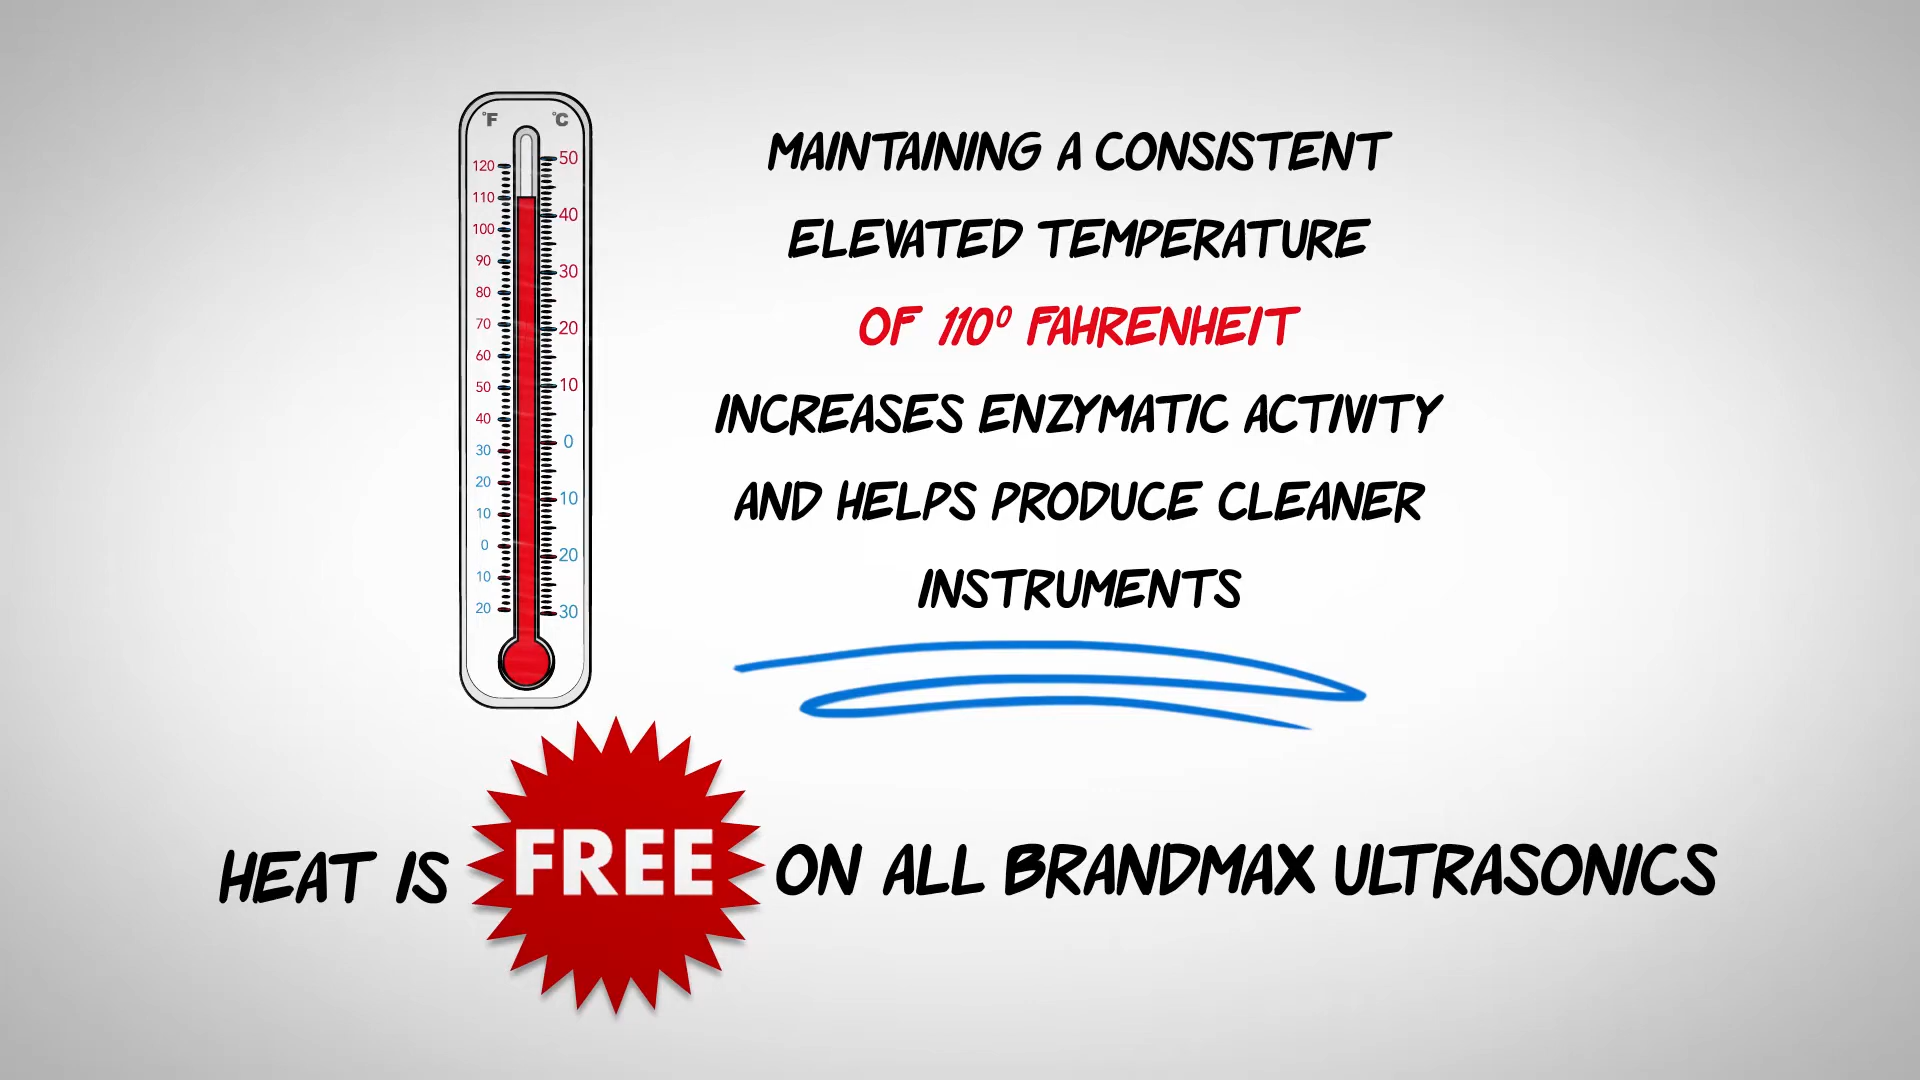 °F °C
120 50
110
100 40
90
80 30
70
60 20
50
40 10
30 0
20
10 10
0
10 20
20 30
MAINTAINING A CONSISTENT
ELEVATED TEMPERATURE
OF 110º FAHRENHEIT
INCREASES ENZYMATIC ACTIVITY
AND HELPS PRODUCE CLEANER
INSTRUMENTS
HEAT IS FREE ON ALL BRANDMAX ULTRASONICS